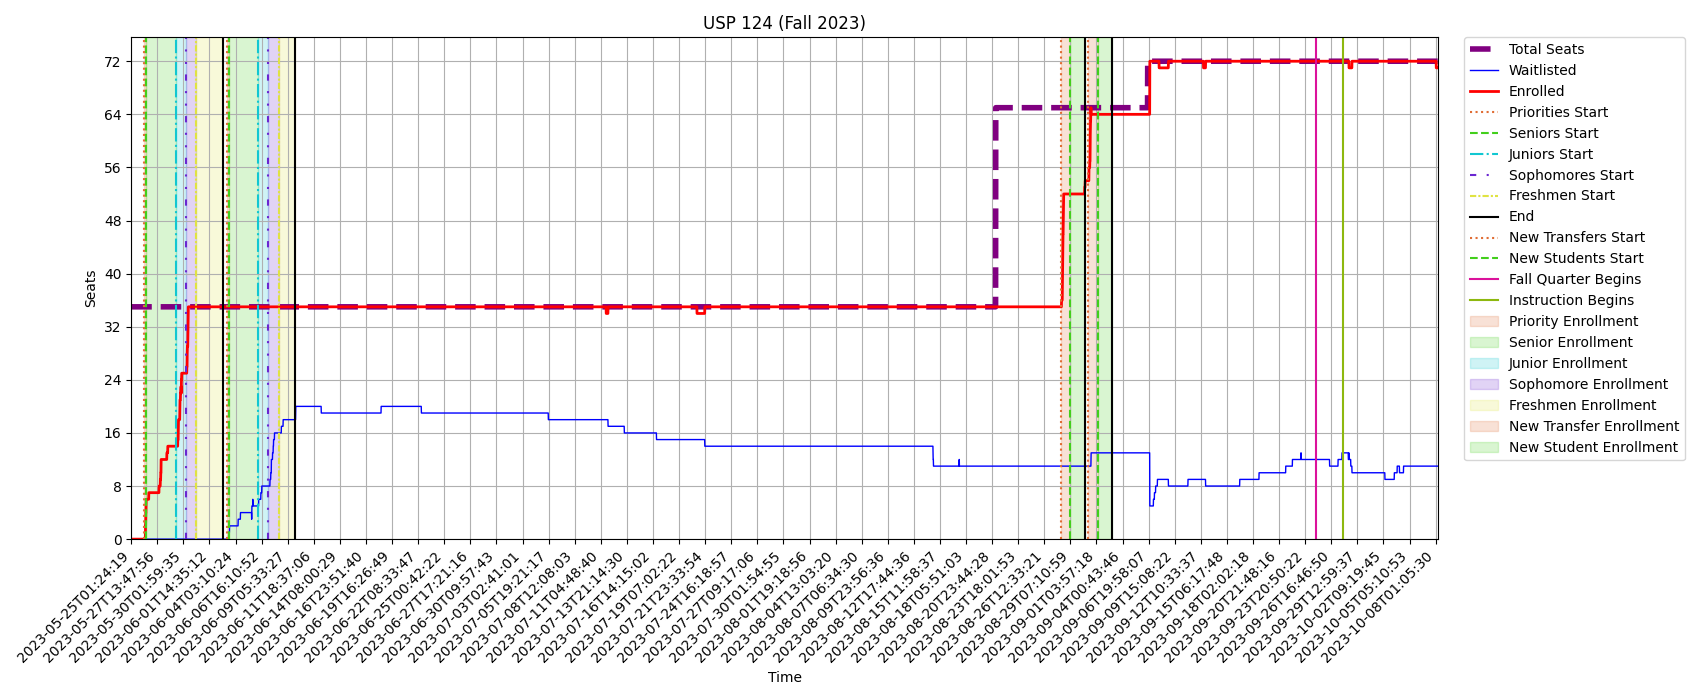 USP 124 (Fall 2023)
Seats
72
64
56
48
40
32
24
16
8
0
2023-05-25T01:24:19
2023-05-27T13:47:56
2023-05-30T01:59:35
2023-06-01T14:35:12
2023-06-04T03:10:24
2023-06-06T16:10:52
2023-06-09T05:33:27
2023-06-11T18:37:06
2023-06-14T08:00:29
2023-06-16T23:51:40
2023-06-19T16:26:49
2023-06-22T08:33:47
2023-06-25T00:42:22
2023-06-27T17:21:16
2023-06-30T09:57:43
2023-07-03T02:41:01
2023-07-05T19:21:17
2023-07-08T12:08:03
2023-07-11T04:48:40
2023-07-13T21:14:30
2023-07-16T14:15:02
2023-07-19T07:02:22
2023-07-21T23:33:54
2023-07-24T16:18:57
2023-07-27T09:17:06
2023-07-30T01:54:55
2023-08-01T19:18:56
2023-08-04T13:03:20
2023-08-07T06:34:30
2023-08-09T23:56:36
2023-08-12T17:44:36
2023-08-15T11:58:37
2023-08-18T05:51:03
2023-08-20T23:44:28
2023-08-23T18:01:53
2023-08-26T12:33:21
2023-08-29T07:10:59
2023-09-01T03:57:18
2023-09-04T00:43:46
2023-09-06T19:58:07
2023-09-09T15:08:22
2023-09-12T10:33:37
2023-09-15T06:17:48
2023-09-18T02:02:18
2023-09-20T21:48:16
2023-09-23T20:50:22
2023-09-26T16:46:50
2023-09-29T12:59:37
2023-10-02T09:19:45
2023-10-05T05:10:53
2023-10-08T01:05:30
Time
Total Seats
Waitlisted
Enrolled
Priorities Start
Seniors Start
Juniors Start
Sophomores Start
Freshmen Start
End
New Transfers Start
New Students Start
Fall Quarter Begins
Instruction Begins
Priority Enrollment
Senior Enrollment
Junior Enrollment
Sophomore Enrollment
Freshmen Enrollment
New Transfer Enrollment
New Student Enrollment